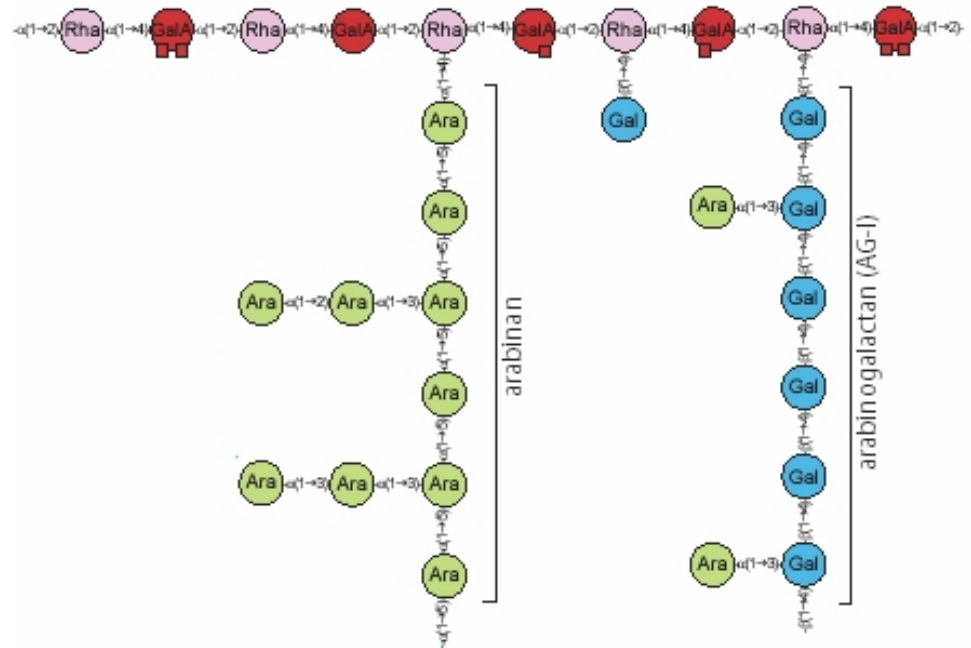 α(1→2) Rha α(1→4) GalA α(1→2) Rha α(1→4) GalA α(1→2) Rha α(1→4) GalA α(1→2) Rha α(1→4) GalA α(1→2) Rha α(1→4) GalA α(1→2)
Ara Gal Gal
Ara Ara α(1→3) Gal
Ara α(1→2) Ara α(1→3) Ara Gal
Ara Gal
Ara α(1→3) Ara α(1→3) Ara Gal
Ara Ara α(1→3) Gal
arabinan
arabinogalactan (AG-I)